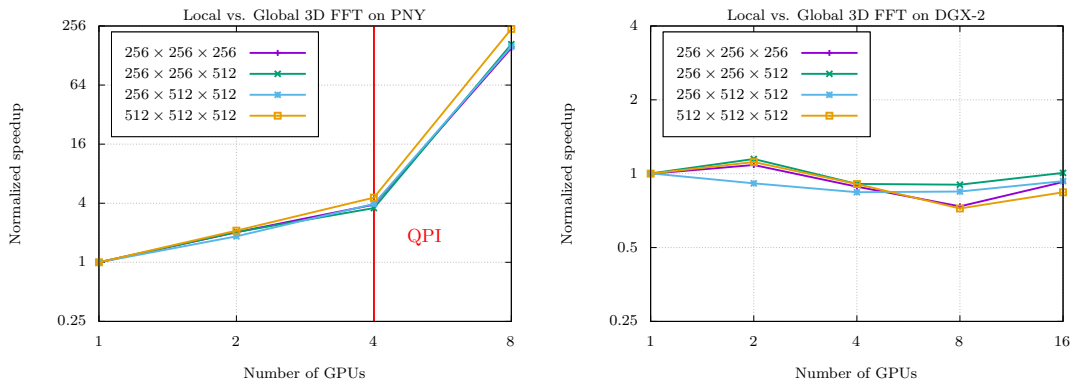 Local vs. Global 3D FFT on PNY
256
64
16
4
1
0.25
Normalized speedup
256 × 256 × 256
256 × 256 × 512
256 × 512 × 512
512 × 512 × 512
QPI
1
2
4
8
Number of GPUs
Local vs. Global 3D FFT on DGX-2
4
2
1
0.5
0.25
Normalized speedup
256 × 256 × 256
256 × 256 × 512
256 × 512 × 512
512 × 512 × 512
1
2
4
8
16
Number of GPUs